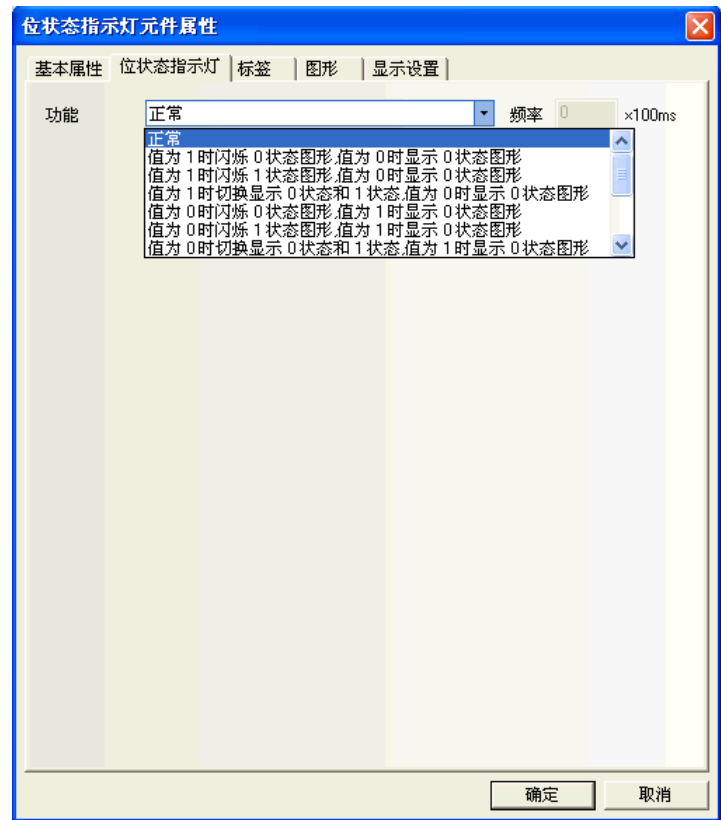 位状态指示灯元件属性
基本属性 位状态指示灯 标签 图形 显示设置
功能 正常 频率 0 ×100ms
正常
值为 1 时闪烁 0 状态图形,值为 0 时显示 0 状态图形
值为 1 时闪烁 1 状态图形,值为 0 时显示 0 状态图形
值为 1 时切换显示 0 状态和 1 状态,值为 0 时显示 0 状态图形
值为 0 时闪烁 0 状态图形,值为 1 时显示 0 状态图形
值为 0 时闪烁 1 状态图形,值为 1 时显示 0 状态图形
值为 0 时切换显示 0 状态和 1 状态,值为 1 时显示 0 状态图形
确定 取消